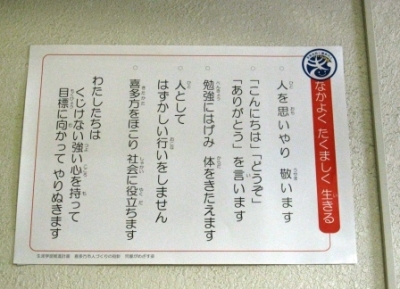 なかよく たくましく 生きる
人を思いやり 敬います
「こんにちは」「どうぞ」
「ありがとう」を言います
勉強にはげみ 体をきたえます
人として
はずかしい行いをしません
喜多方をほこり 社会に役立ちます
わたしたちは
くじけない強い心を持って
目標に向かって やりぬきます